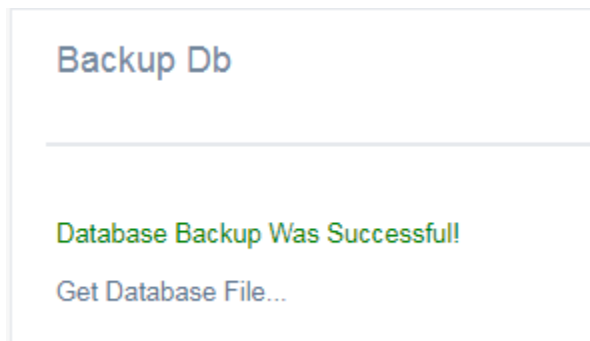 Backup Db
Database Backup Was Successful!
Get Database File...